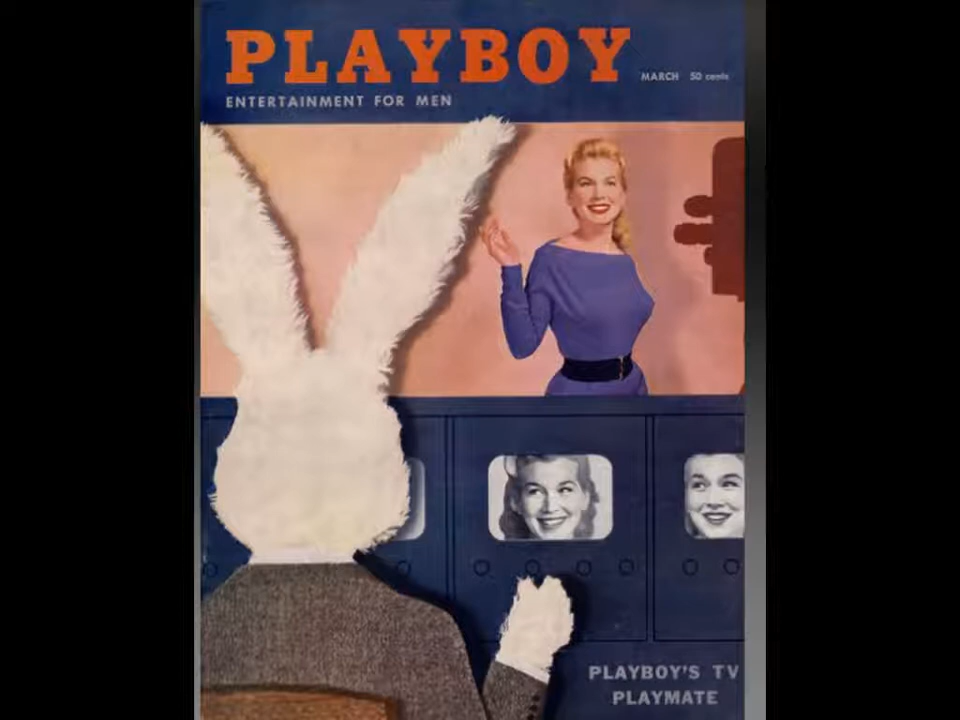 PLAYBOY
MARCH 50 cents
ENTERTAINMENT FOR MEN
PLAYBOY'S TV
PLAYMATE